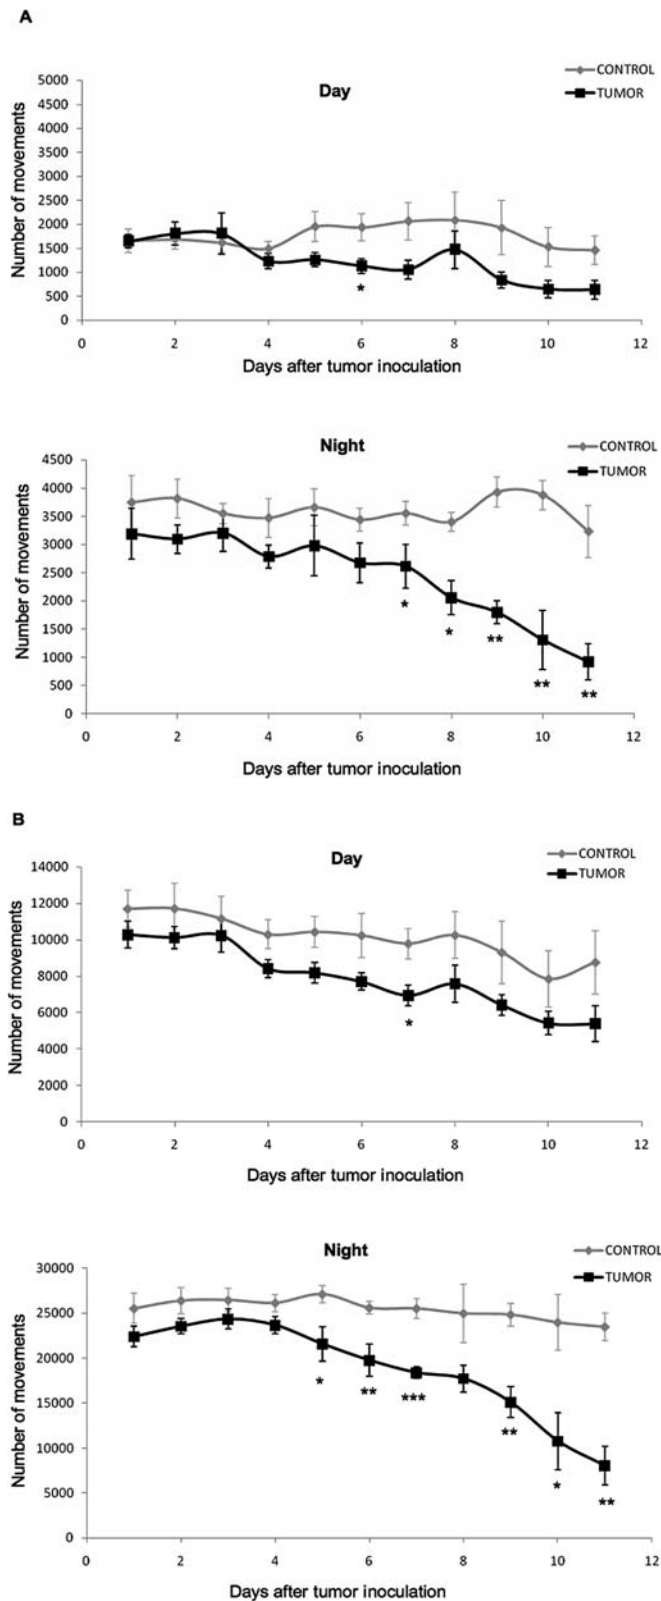 A
Day
CONTROL
TUMOR
Number of movements
5000
4500
4000
3500
3000
2500
2000
1500
1000
500
0
*
0 2 4 6 8 10 12
Days after tumor inoculation
Night
CONTROL
TUMOR
Number of movements
4500
4000
3500
3000
2500
2000
1500
1000
500
0
* * ** ** **
0 2 4 6 8 10 12
Days after tumor inoculation
B
Day
CONTROL
TUMOR
Number of movements
14000
12000
10000
8000
6000
4000
2000
0
*
0 2 4 6 8 10 12
Days after tumor inoculation
Night
CONTROL
TUMOR
Number of movements
30000
25000
20000
15000
10000
5000
0
* ** *** ** * **
0 2 4 6 8 10 12
Days after tumor inoculation